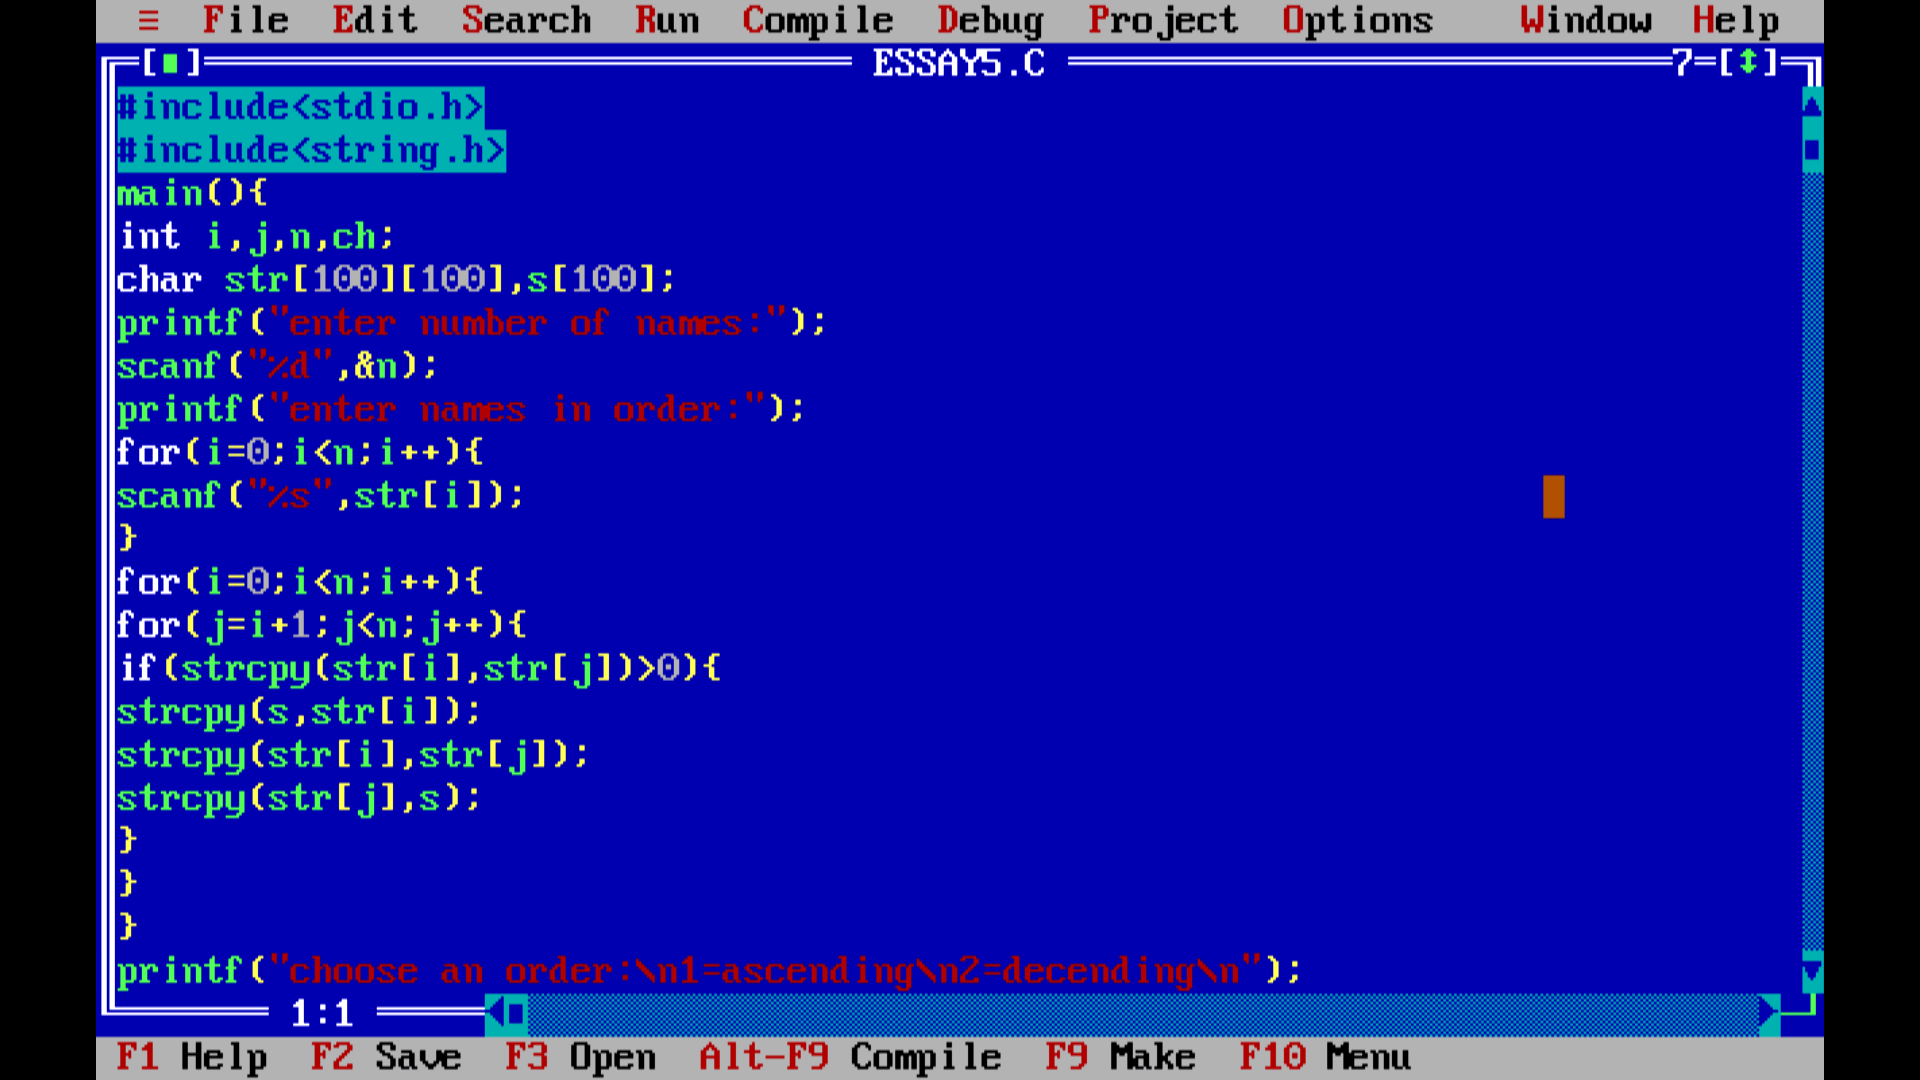 ≡ File Edit Search Run Compile Debug Project Options Window Help
[■] ESSAY5.C 7=[↕]
#include<stdio.h>
#include<string.h>
main(){
int i,j,n,ch;
char str[100][100],s[100];
printf("enter number of names:");
scanf("%d",&n);
printf("enter names in order:");
for(i=0;i<n;i++){
scanf("%s",str[i]);
}
for(i=0;i<n;i++){
for(j=i+1;j<n;j++){
if(strcpy(str[i],str[j])>0){
strcpy(s,str[i]);
strcpy(str[i],str[j]);
strcpy(str[j],s);
}
}
}
printf("choose an order:\n1=ascending\n2=decending\n");
1:1
F1 Help F2 Save F3 Open Alt-F9 Compile F9 Make F10 Menu